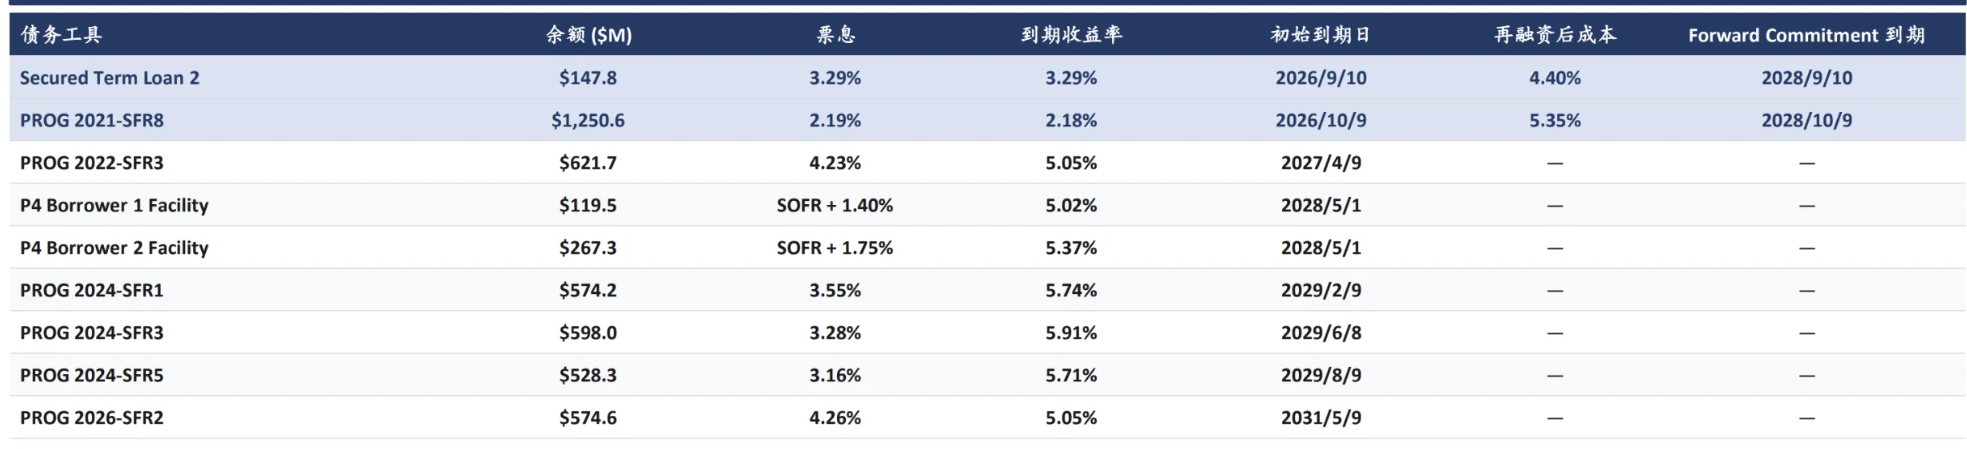 债务工具 余额 ($M) 票息 到期收益率 初始到期日 再融资后成本 Forward Commitment 到期
Secured Term Loan 2 $147.8 3.29% 3.29% 2026/9/10 4.40% 2028/9/10
PROG 2021-SFR8 $1,250.6 2.19% 2.18% 2026/10/9 5.35% 2028/10/9
PROG 2022-SFR3 $621.7 4.23% 5.05% 2027/4/9 — —
P4 Borrower 1 Facility $119.5 SOFR + 1.40% 5.02% 2028/5/1 — —
P4 Borrower 2 Facility $267.3 SOFR + 1.75% 5.37% 2028/5/1 — —
PROG 2024-SFR1 $574.2 3.55% 5.74% 2029/2/9 — —
PROG 2024-SFR3 $598.0 3.28% 5.91% 2029/6/8 — —
PROG 2024-SFR5 $528.3 3.16% 5.71% 2029/8/9 — —
PROG 2026-SFR2 $574.6 4.26% 5.05% 2031/5/9 — —